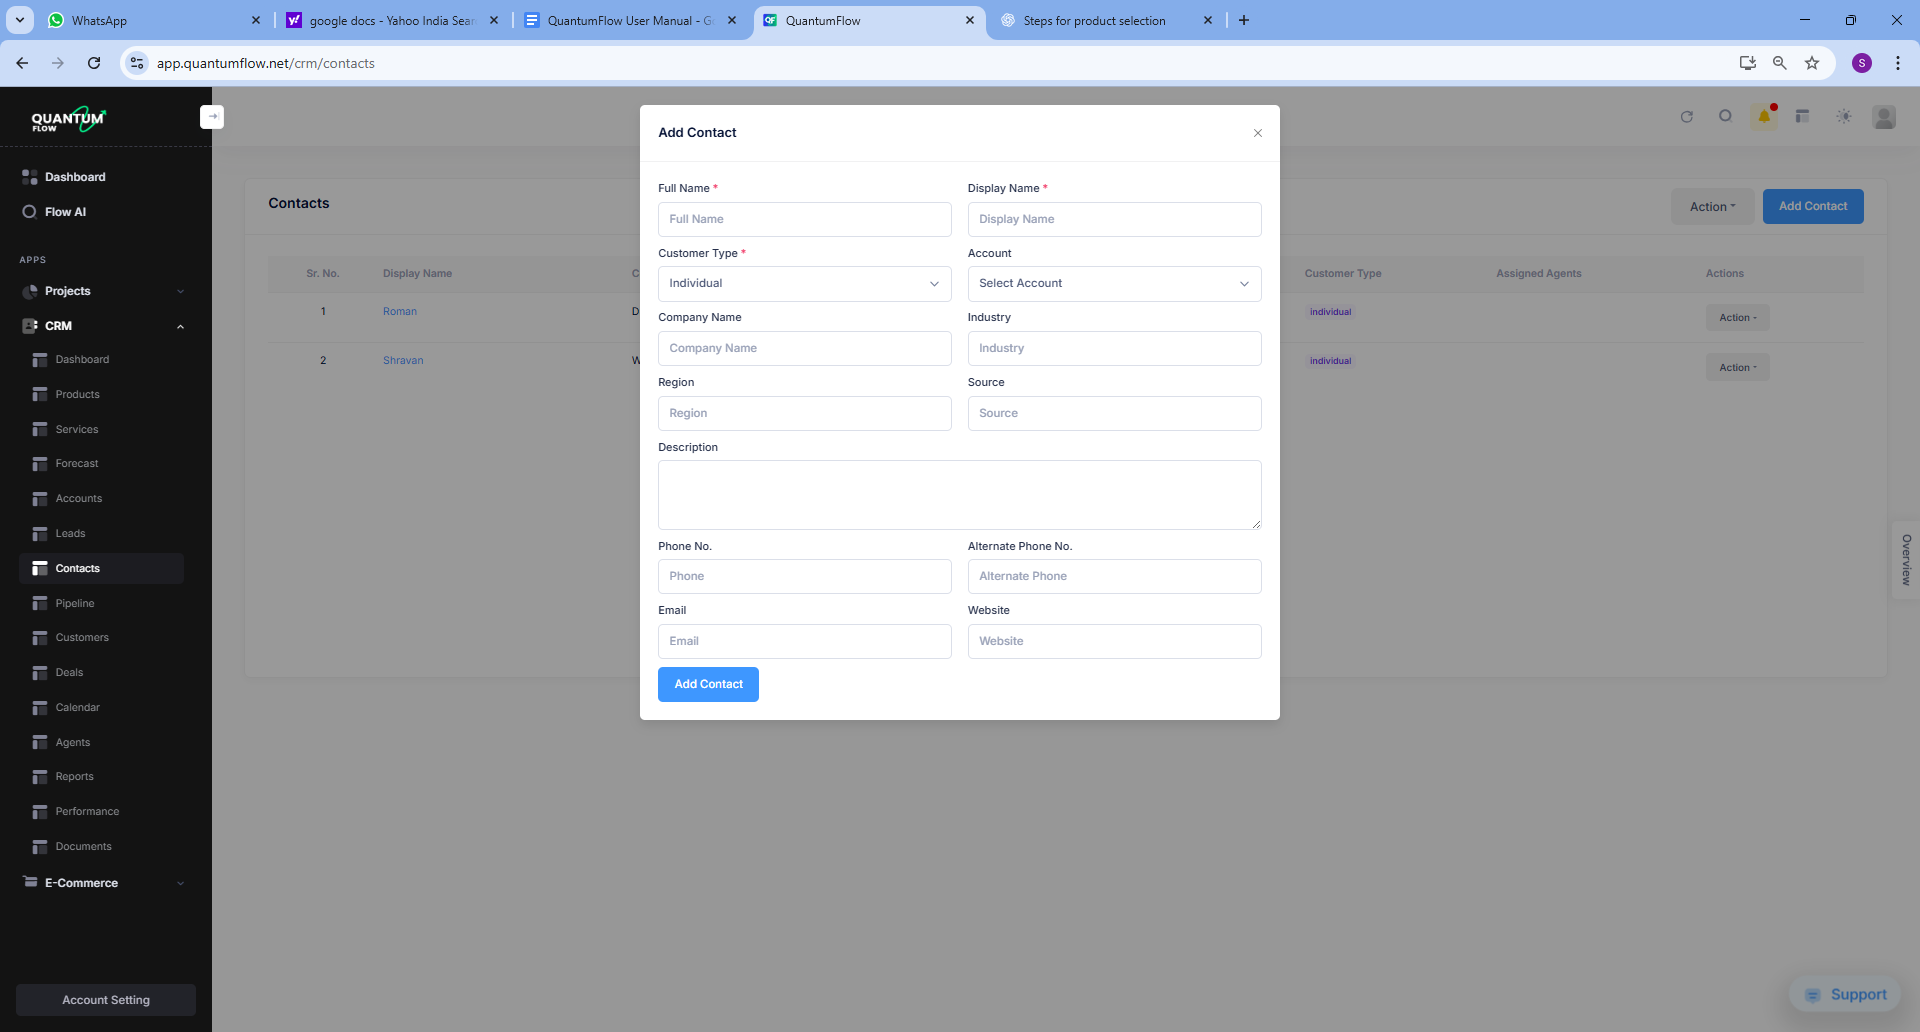 WhatsApp
google docs - Yahoo India Sear
QuantumFlow User Manual - Go
QuantumFlow
Steps for product selection
app.quantumflow.net/crm/contacts
S
QUANTUM
FLOW
Dashboard
Flow AI
APPS
Projects
CRM
Dashboard
Products
Services
Forecast
Accounts
Leads
Contacts
Pipeline
Customers
Deals
Calendar
Agents
Reports
Performance
Documents
E-Commerce
Account Setting
Contacts
Action
Add Contact
Sr. No. Display Name C Customer Type Assigned Agents Actions
1 Roman D individual Action
2 Shravan W individual Action
Add Contact
Full Name *
Display Name *
Full Name
Display Name
Customer Type *
Account
Individual
Select Account
Company Name
Industry
Company Name
Industry
Region
Source
Region
Source
Description
Phone No.
Alternate Phone No.
Phone
Alternate Phone
Email
Website
Email
Website
Add Contact
Overview
Support